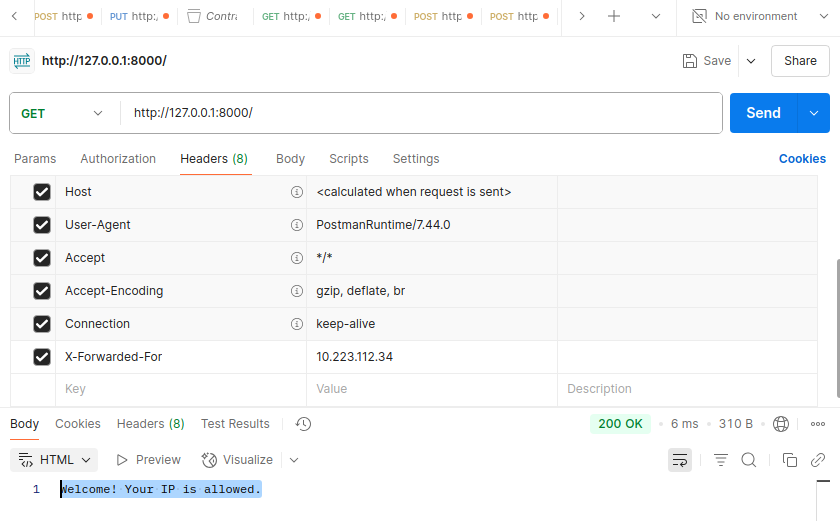 POST http: PUT http:/ Contra GET http:/ GET http:/ POST http POST http No environment
HTTP http://127.0.0.1:8000/ Save Share
GET http://127.0.0.1:8000/ Send
Params Authorization Headers (8) Body Scripts Settings Cookies
Host <calculated when request is sent>
User-Agent PostmanRuntime/7.44.0
Accept */*
Accept-Encoding gzip, deflate, br
Connection keep-alive
X-Forwarded-For 10.223.112.34
Key Value Description
Body Cookies Headers (8) Test Results 200 OK • 6 ms • 310 B
HTML Preview Visualize
1 Welcome! Your IP is allowed.